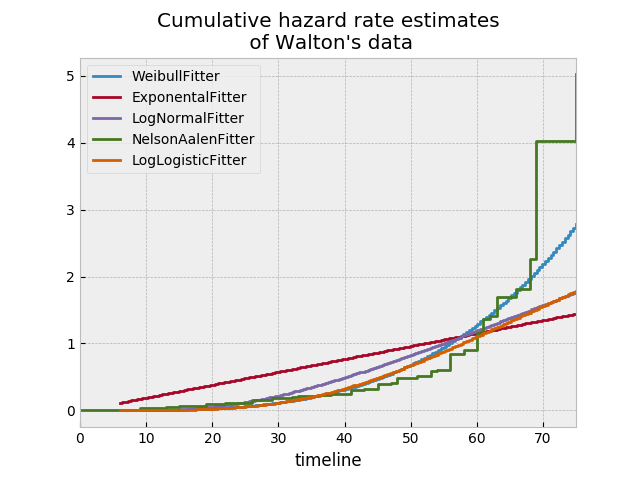 Cumulative hazard rate estimates
of Walton's data
WeibullFitter
ExponentalFitter
LogNormalFitter
NelsonAalenFitter
LogLogisticFitter
5
4
3
2
1
0
0 10 20 30 40 50 60 70
timeline